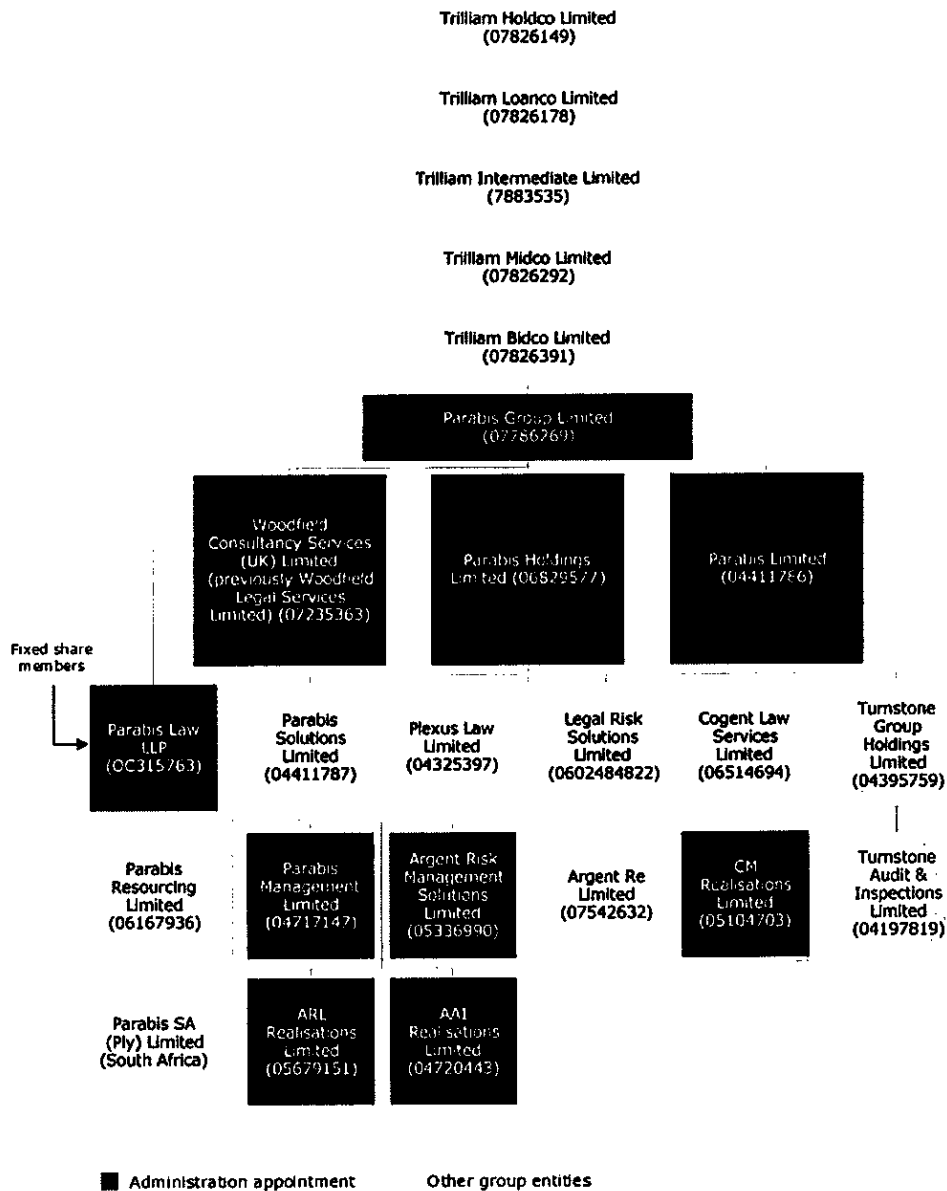 Trilliam Holdco Limited
(07826149)
Trilliam Loanco Limited
(07826178)
Trilliam Intermediate Limited
(7883535)
Trilliam Midco Limited
(07826292)
Trilliam Bidco Limited
(07826391)
Parabis Group Limited
(07786269)
Woodfield
Consultancy Services
(UK) Limited
(previously Woodfield
Legal Services
Limited) (07235363)
Parabis Holdings
Limited (06829577)
Parabis Limited
(04411786)
Fixed share
members
Parabis Law
LLP
(OC315763)
Parabis
Solutions
Limited
(04411787)
Plexus Law
Limited
(04325397)
Legal Risk
Solutions
Limited
(0602484822)
Cogent Law
Services
Limited
(06514694)
Turnstone
Group
Holdings
Limited
(04395759)
Parabis
Resourcing
Limited
(06167936)
Parabis
Management
Limited
(04717147)
Argent Risk
Management
Solutions
Limited
(05336990)
Argent Re
Limited
(07542632)
CM
Realisations
Limited
(05104703)
Turnstone
Audit &
Inspections
Limited
(04197819)
Parabis SA
(Ply) Limited
(South Africa)
ARL
Realisations
Limited
(05679151)
AAI
Realisations
Limited
(04720443)
Administration appointment
Other group entities